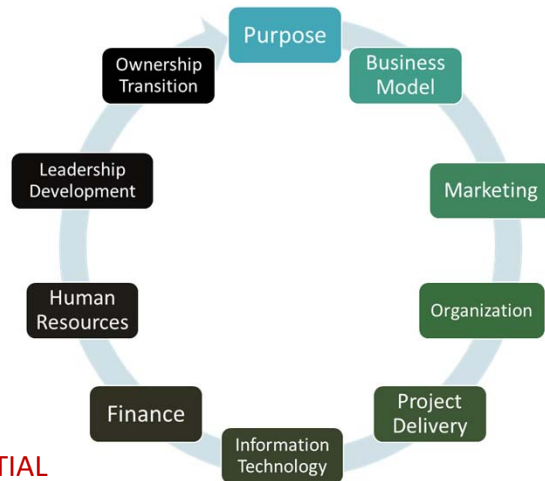 Purpose
Business
Model
Marketing
Organization
Project
Delivery
Information
Technology
Finance
Human
Resources
Leadership
Development
Ownership
Transition
TIAL